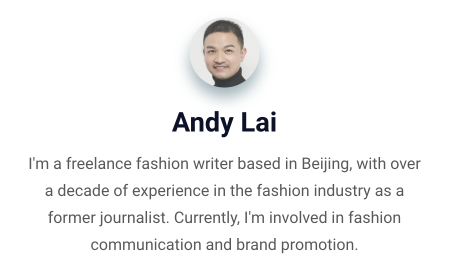 Andy Lai
I'm a freelance fashion writer based in Beijing, with over
a decade of experience in the fashion industry as a
former journalist. Currently, I'm involved in fashion
communication and brand promotion.